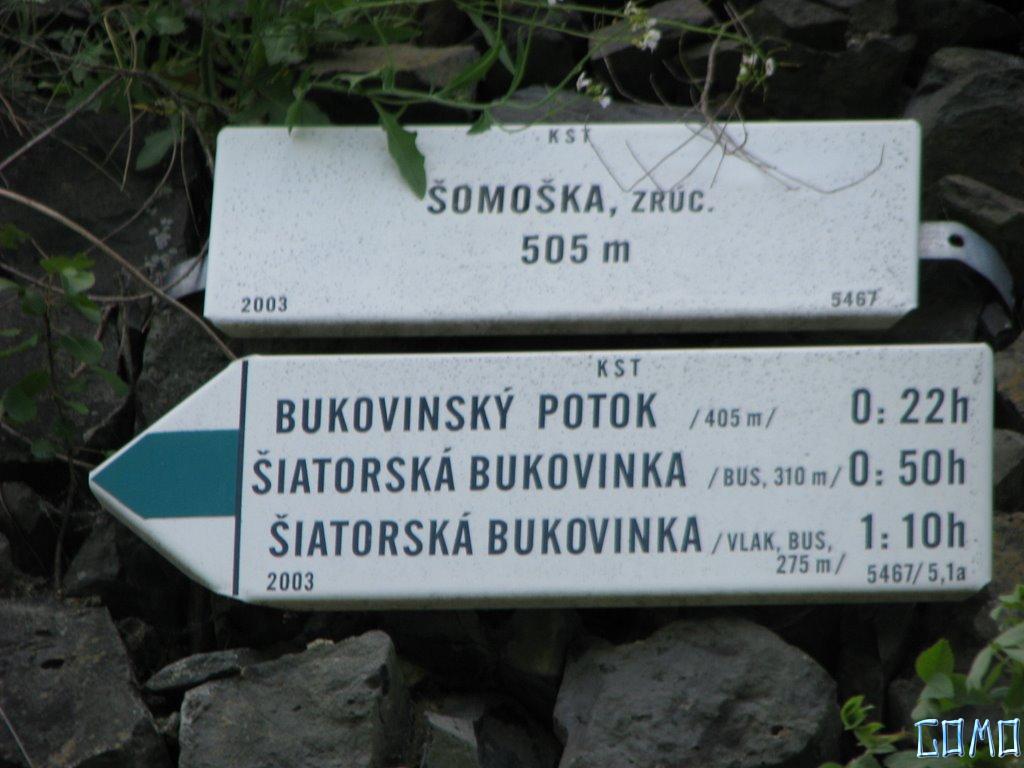 KST
ŠOMOŠKA, ZRÚC.
505 m
2003 5467
KST
BUKOVINSKÝ POTOK /405 m/ 0:22h
ŠIATORSKÁ BUKOVINKA /BUS, 310 m/ 0:50h
ŠIATORSKÁ BUKOVINKA /VLAK, BUS, 275 m/ 1:10h
2003 5467/5,1a
GOMO